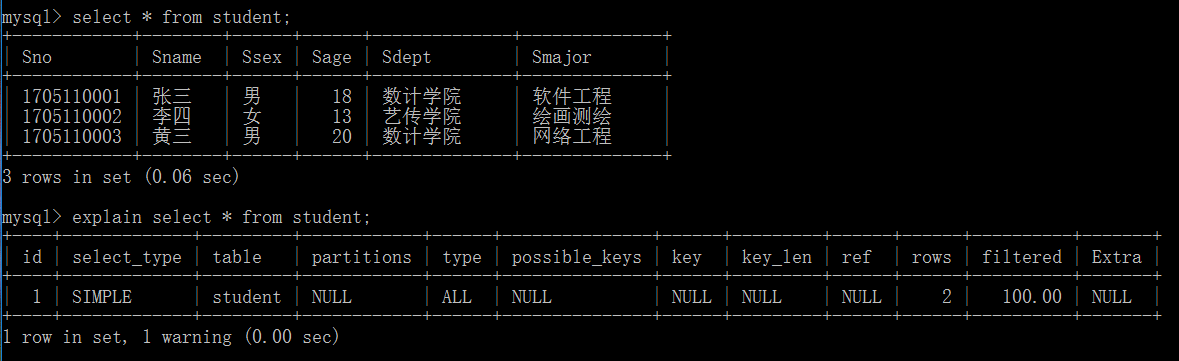 mysql> select * from student;
| Sno | Sname | Ssex | Sage | Sdept | Smajor |
| 1705110001 | 张三 | 男 | 18 | 数计学院 | 软件工程 |
| 1705110002 | 李四 | 女 | 13 | 艺传学院 | 绘画测绘 |
| 1705110003 | 黄三 | 男 | 20 | 数计学院 | 网络工程 |
3 rows in set (0.06 sec)
mysql> explain select * from student;
| id | select_type | table | partitions | type | possible_keys | key | key_len | ref | rows | filtered | Extra |
| 1 | SIMPLE | student | NULL | ALL | NULL | NULL | NULL | NULL | 2 | 100.00 | NULL |
1 row in set, 1 warning (0.00 sec)